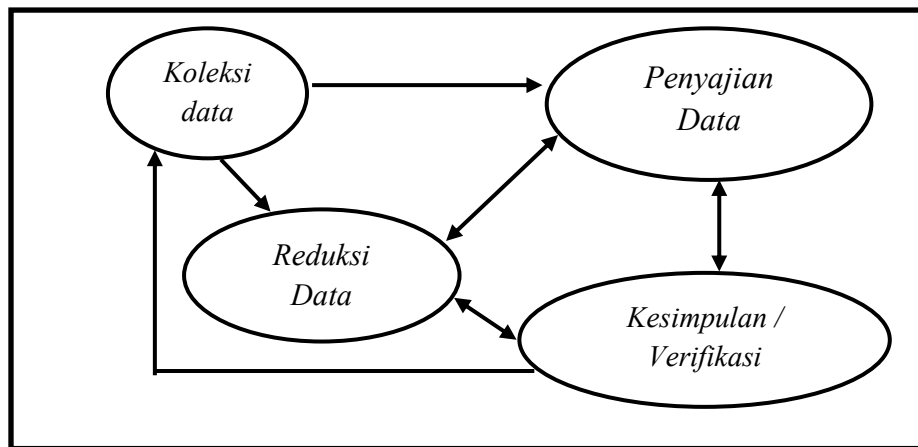 Koleksi
data
Penyajian
Data
Reduksi
Data
Kesimpulan /
Verifikasi